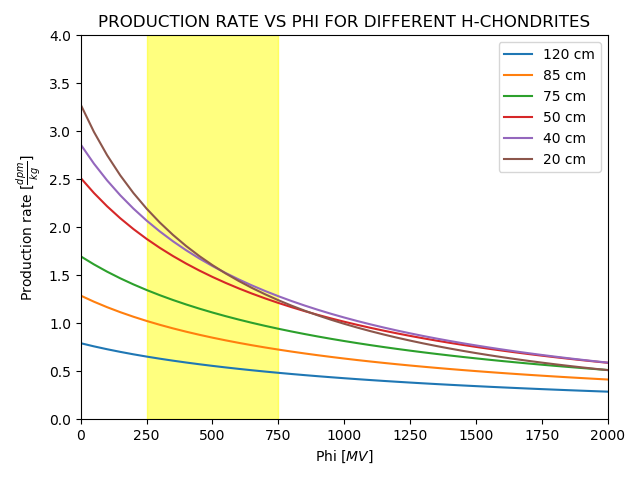 PRODUCTION RATE VS PHI FOR DIFFERENT H-CHONDRITES
4.0
3.5
3.0
2.5
2.0
1.5
1.0
0.5
0.0
Production rate [dpm/kg]
120 cm
85 cm
75 cm
50 cm
40 cm
20 cm
0 250 500 750 1000 1250 1500 1750 2000
Phi [MV]